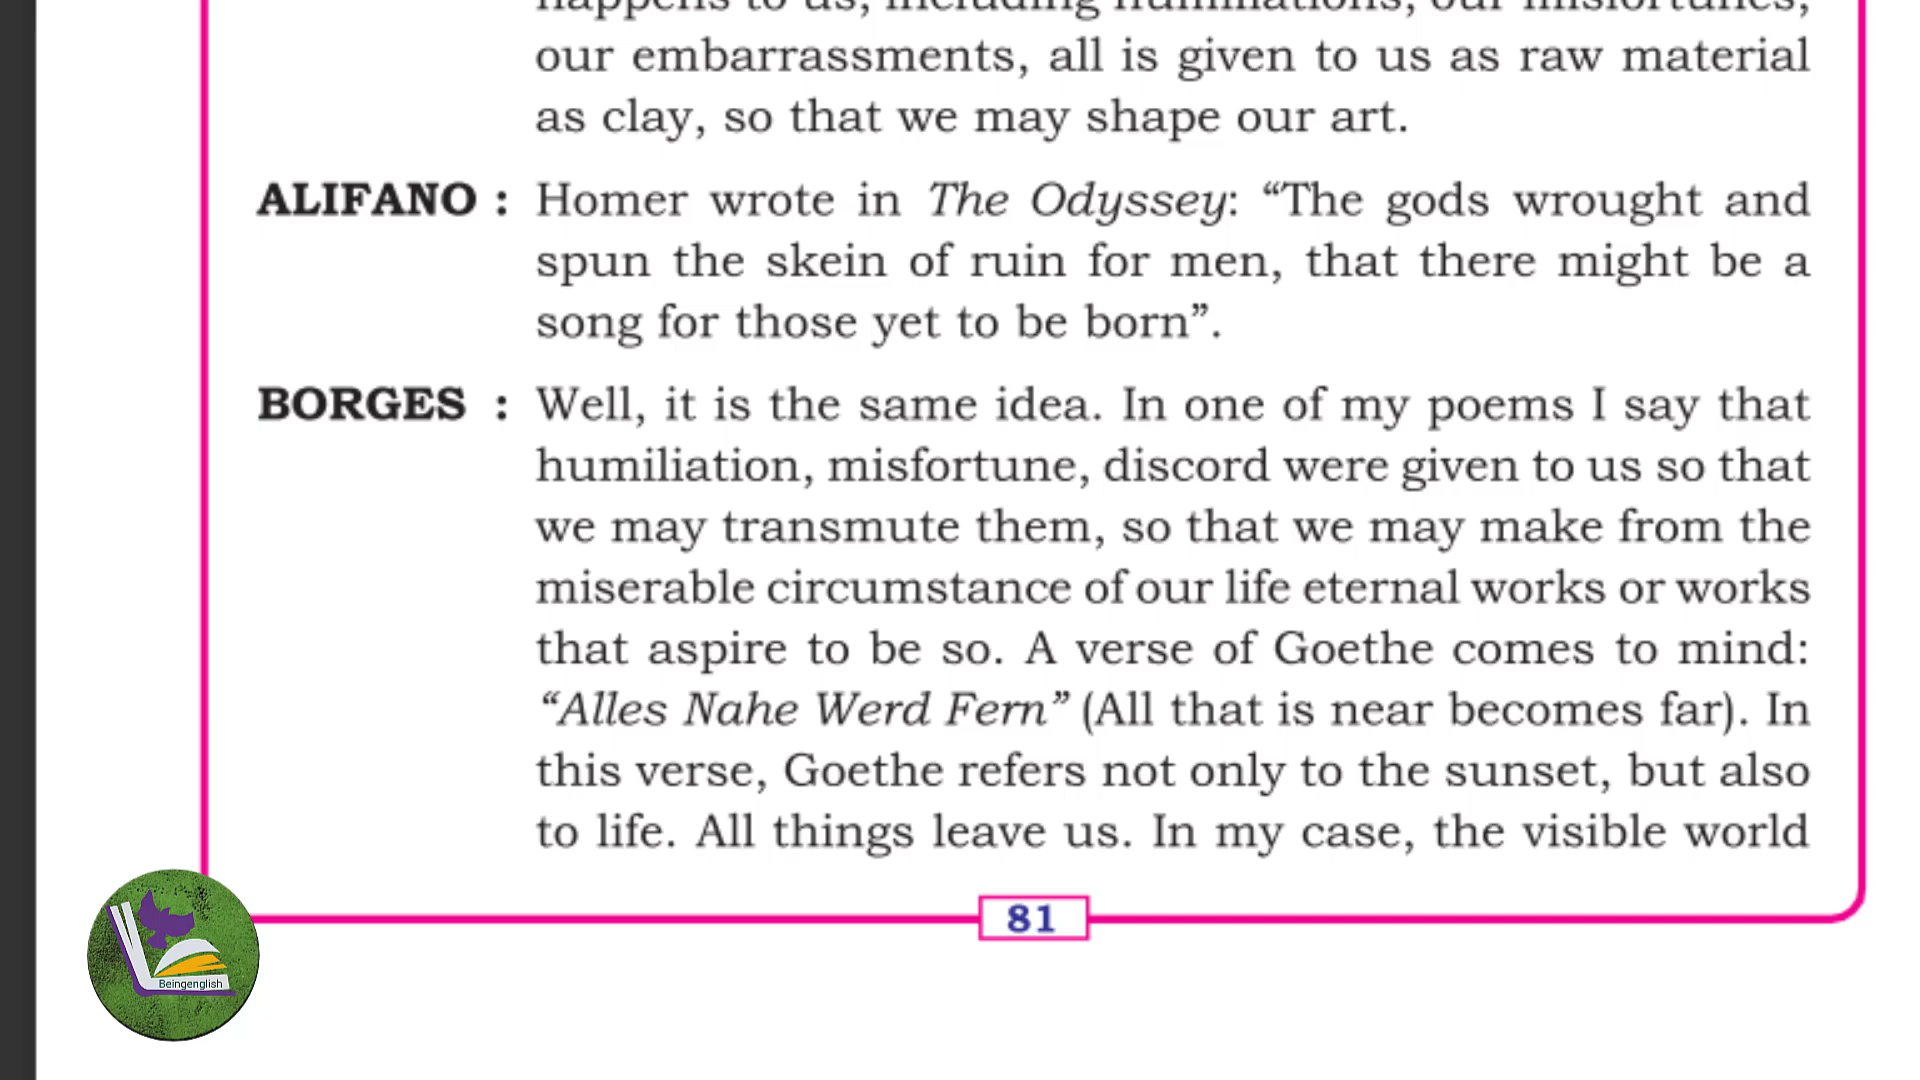 happens to us, including humiliations, our misfortunes,
our embarrassments, all is given to us as raw material
as clay, so that we may shape our art.
ALIFANO : Homer wrote in The Odyssey: “The gods wrought and
spun the skein of ruin for men, that there might be a
song for those yet to be born”.
BORGES : Well, it is the same idea. In one of my poems I say that
humiliation, misfortune, discord were given to us so that
we may transmute them, so that we may make from the
miserable circumstance of our life eternal works or works
that aspire to be so. A verse of Goethe comes to mind:
“Alles Nahe Werd Fern” (All that is near becomes far). In
this verse, Goethe refers not only to the sunset, but also
to life. All things leave us. In my case, the visible world
81
Beingenglish